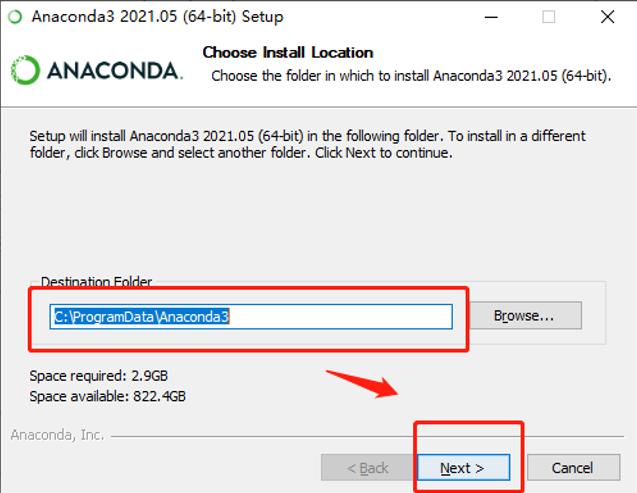 Anaconda3 2021.05 (64-bit) Setup
Choose Install Location
ANACONDA.
Choose the folder in which to install Anaconda3 2021.05 (64-bit).
Setup will install Anaconda3 2021.05 (64-bit) in the following folder. To install in a different
folder, click Browse and select another folder. Click Next to continue.
Destination Folder
C:\ProgramData\Anaconda3
Browse...
Space required: 2.9GB
Space available: 822.4GB
Anaconda, Inc.
< Back
Next >
Cancel